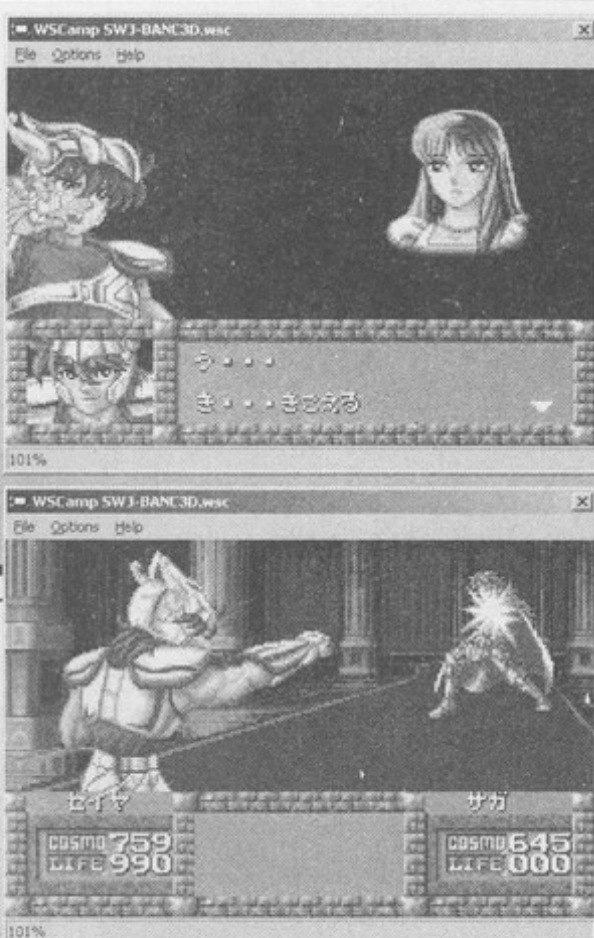 WSCamp SWJ-BANC3D.wsc
File Options Help
う・・・
き・・・きこえる
101%
WSCamp SWJ-BANC3D.wsc
File Options Help
セイヤ
サガ
COSMO 759
LIFE 990
COSMO 645
LIFE 000
101%